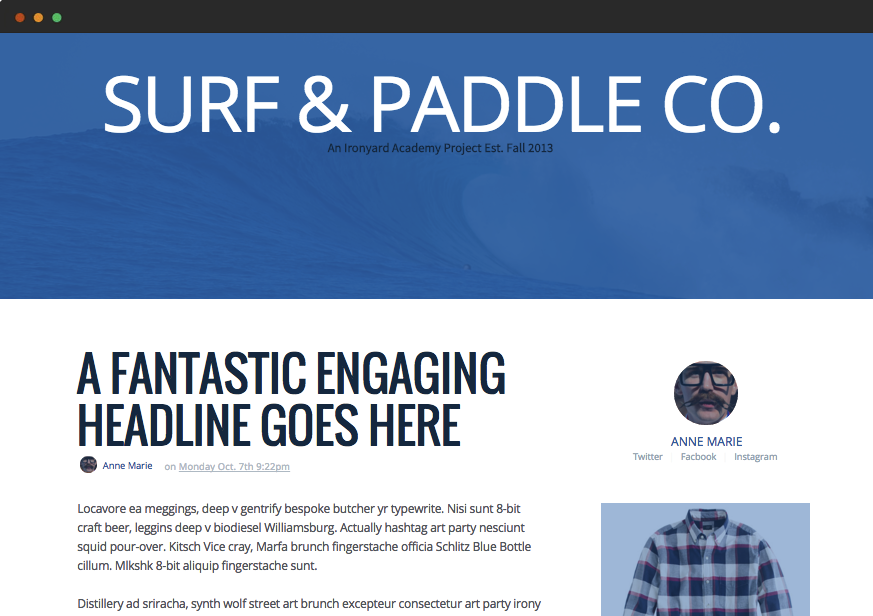 SURF & PADDLE CO.
An Ironyard Academy Project Est. Fall 2013
A FANTASTIC ENGAGING
HEADLINE GOES HERE
Anne Marie on Monday Oct. 7th 9:22pm
Locavore ea meggings, deep v gentrify bespoke butcher yr typewrite. Nisi sunt 8-bit
craft beer, leggins deep v biodiesel Williamsburg. Actually hashtag art party nesciunt
squid pour-over. Kitsch Vice cray, Marfa brunch fingerstache officia Schlitz Blue Bottle
cillum. Mlkshk 8-bit aliquip fingerstache sunt.
Distillery ad sriracha, synth wolf street art brunch excepteur consectetur art party irony
ANNE MARIE
Twitter Facbook Instagram